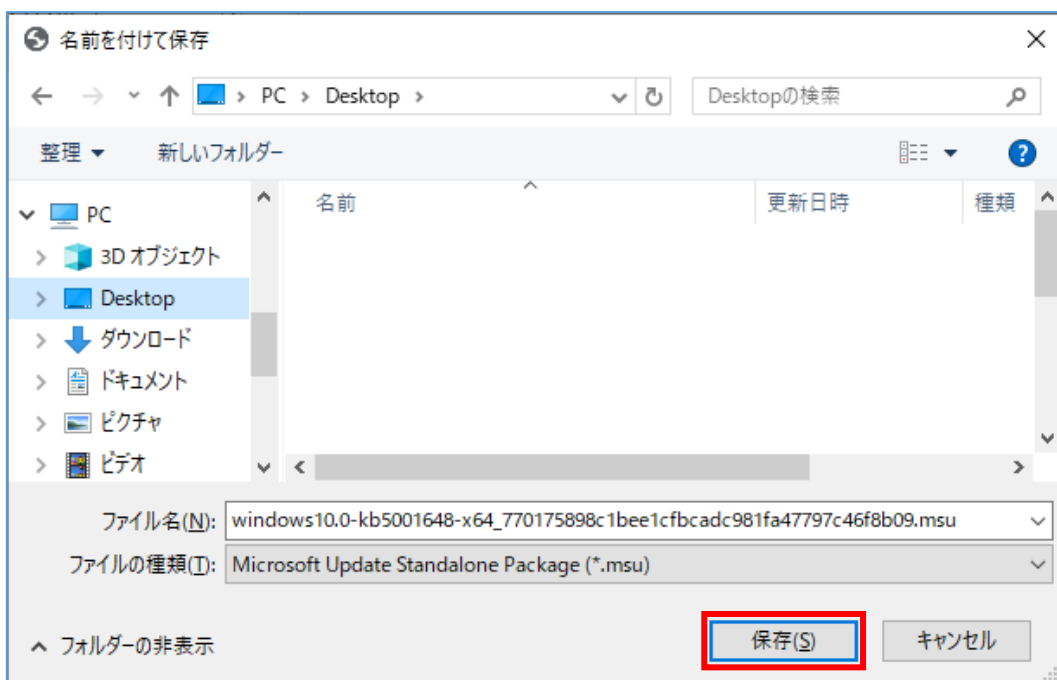 名前を付けて保存
PC > Desktop >
Desktopの検索
整理
新しいフォルダー
名前
更新日時
種類
PC
3D オブジェクト
Desktop
ダウンロード
ドキュメント
ピクチャ
ビデオ
ファイル名(N): windows10.0-kb5001648-x64_770175898c1bee1cfbcadc981fa47797c46f8b09.msu
ファイルの種類(T): Microsoft Update Standalone Package (*.msu)
フォルダーの非表示
保存(S)
キャンセル